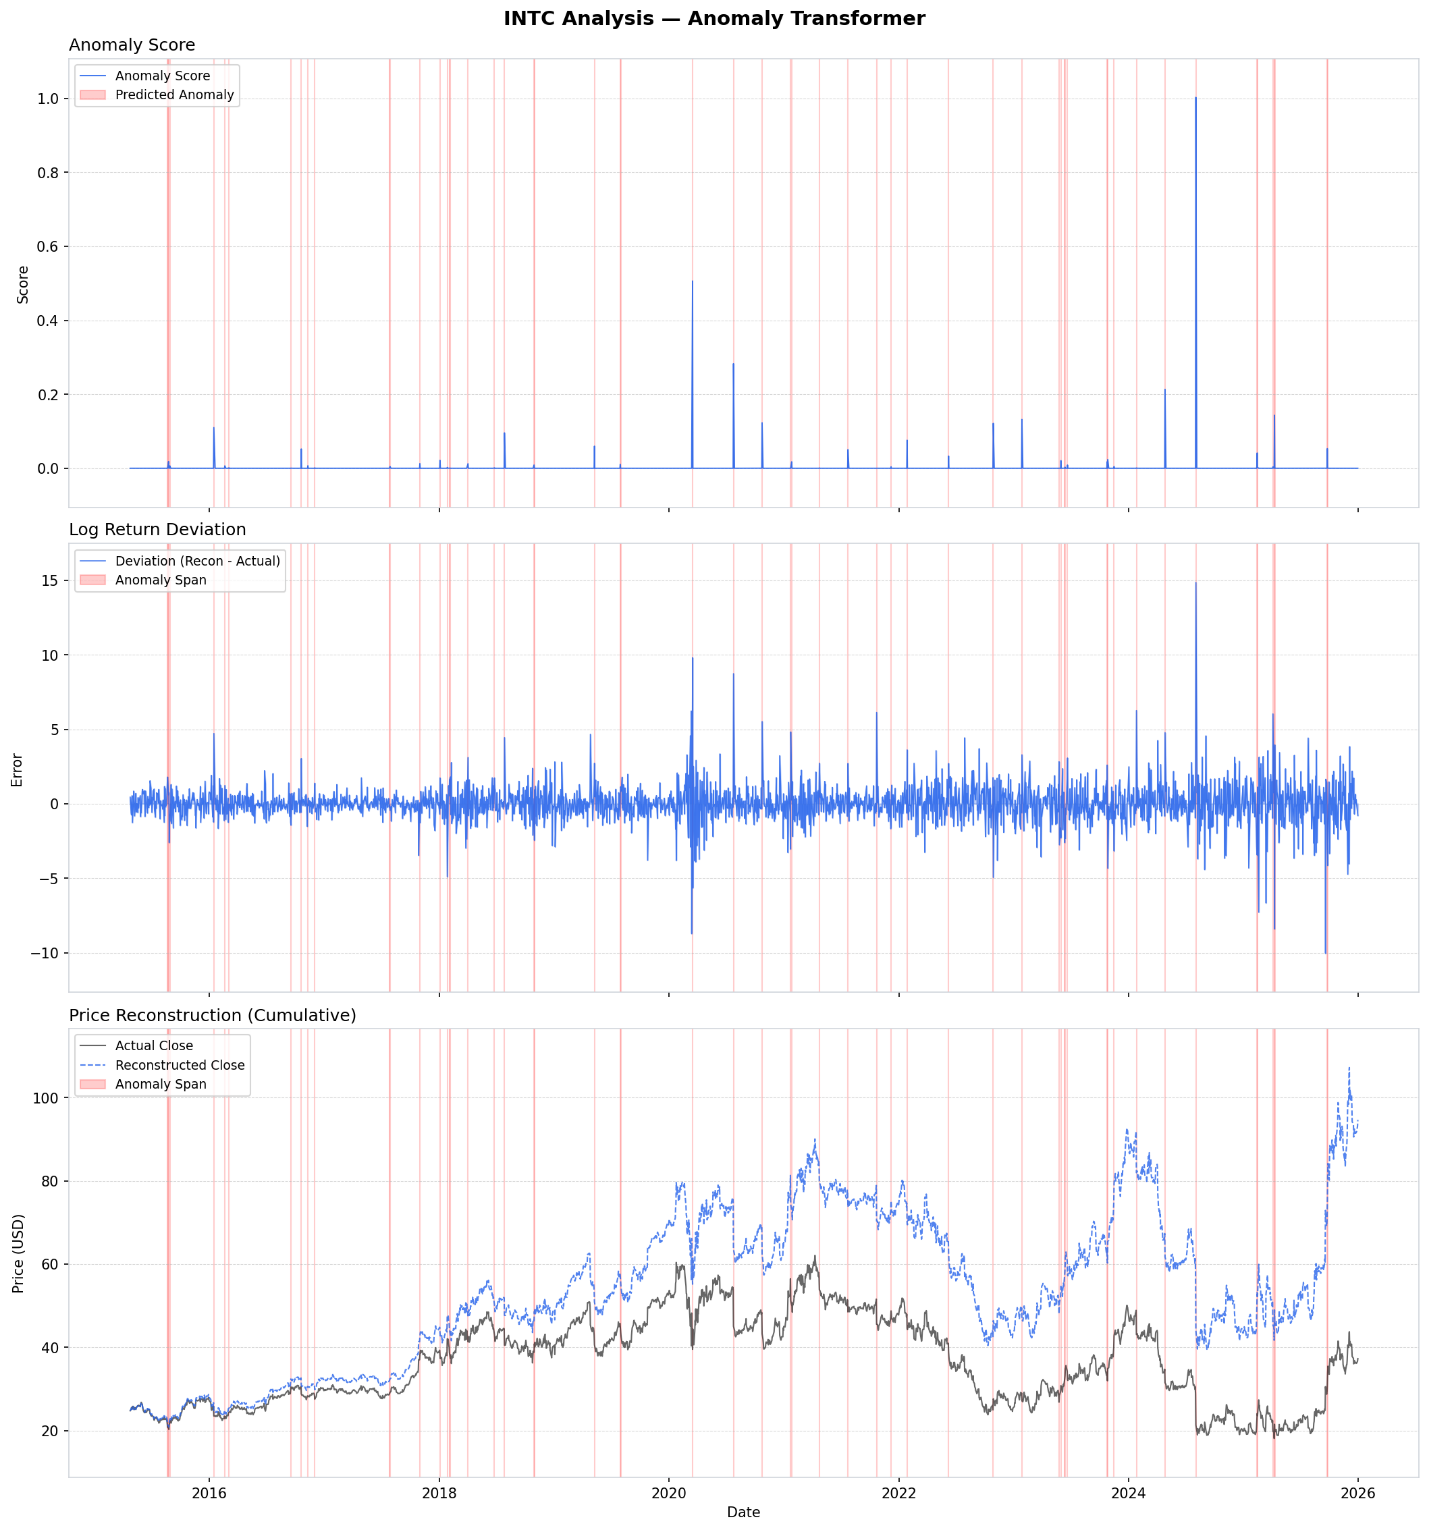 INTC Analysis — Anomaly Transformer
Anomaly Score
Anomaly Score
Predicted Anomaly
1.0
0.8
0.6
0.4
0.2
0.0
Score
Log Return Deviation
Deviation (Recon - Actual)
Anomaly Span
15
10
5
0
−5
−10
Error
Price Reconstruction (Cumulative)
Actual Close
Reconstructed Close
Anomaly Span
100
80
60
40
20
Price (USD)
2016 2018 2020 2022 2024 2026
Date